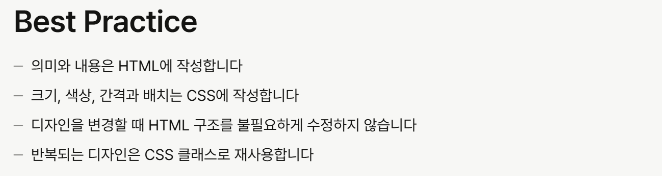 Best Practice
– 의미와 내용은 HTML에 작성합니다
– 크기, 색상, 간격과 배치는 CSS에 작성합니다
– 디자인을 변경할 때 HTML 구조를 불필요하게 수정하지 않습니다
– 반복되는 디자인은 CSS 클래스로 재사용합니다